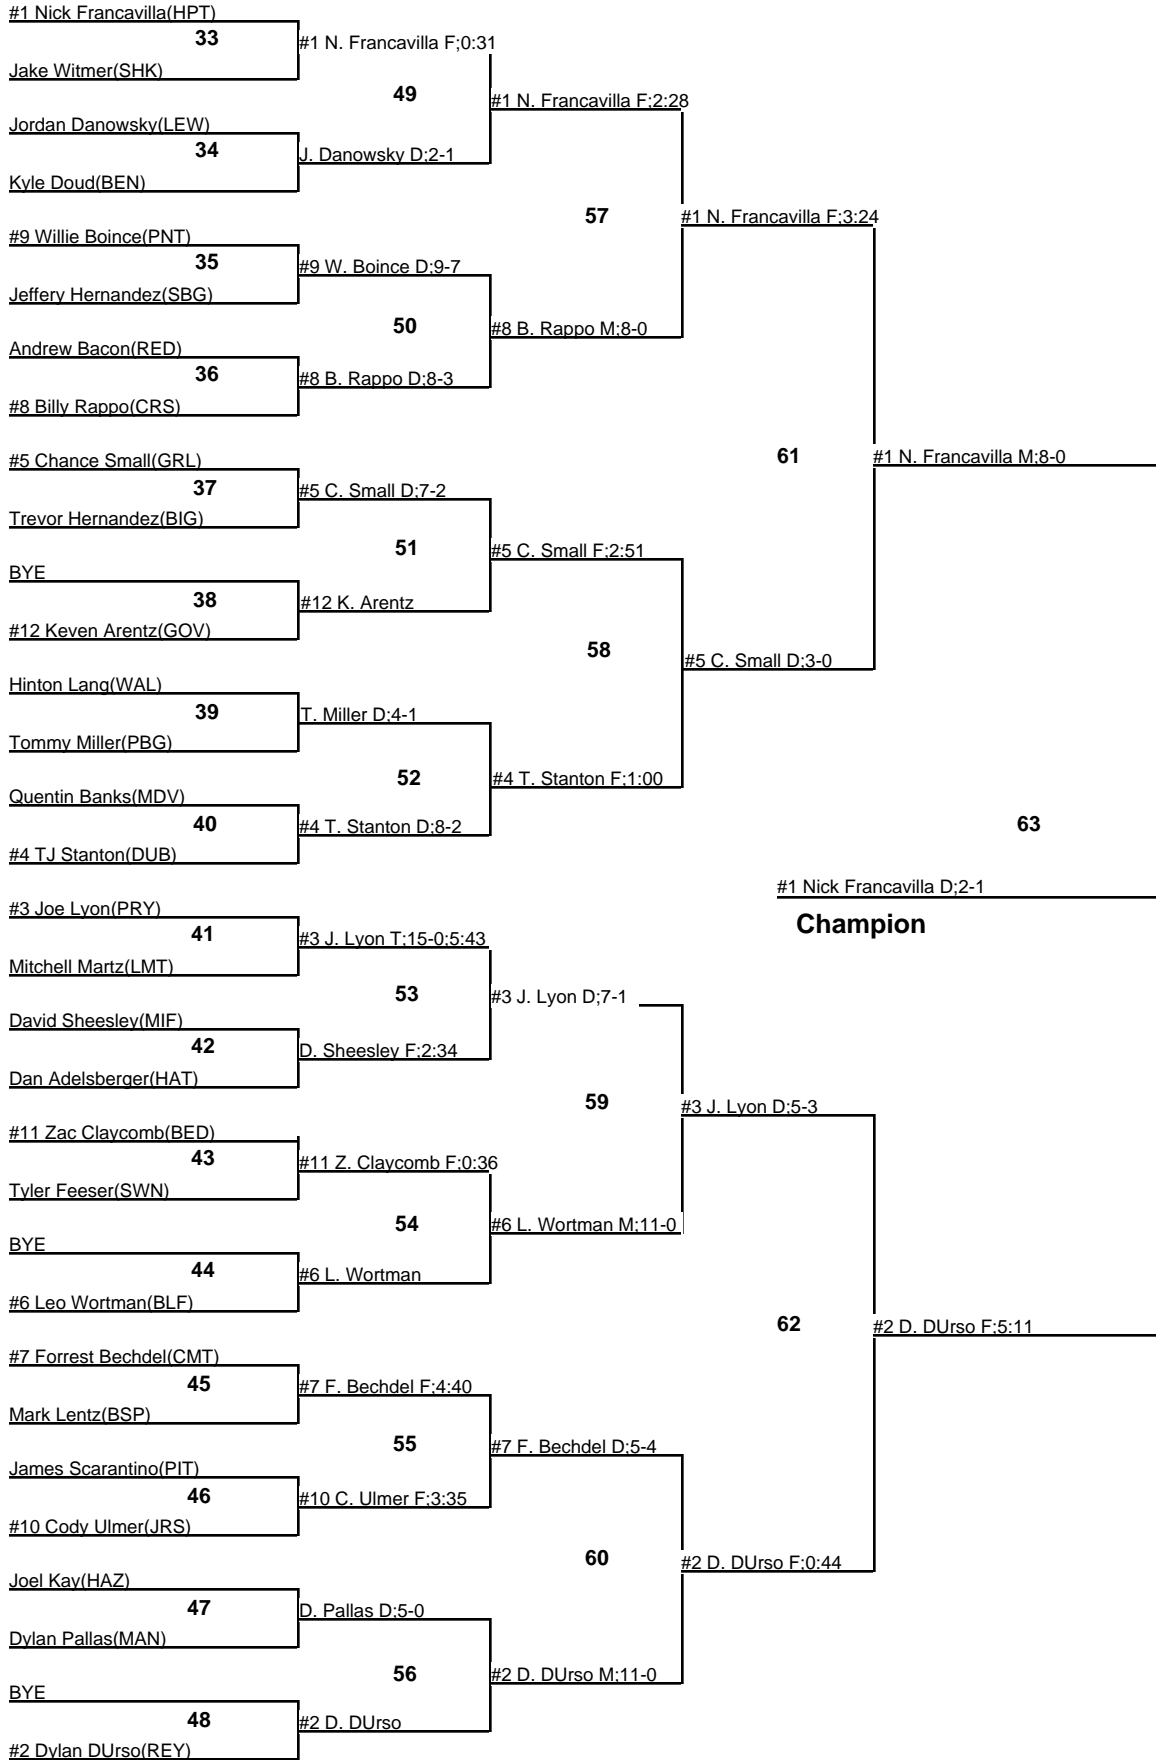 #1 Nick Francavilla(HPT)
33
#1 N. Francavilla F;0:31
Jake Witmer(SHK)
49
#1 N. Francavilla F;2:28
Jordan Danowsky(LEW)
34
J. Danowsky D;2-1
Kyle Doud(BEN)
57
#1 N. Francavilla F;3:24
#9 Willie Boince(PNT)
35
#9 W. Boince D;9-7
Jeffery Hernandez(SBG)
50
#8 B. Rappo M;8-0
Andrew Bacon(RED)
36
#8 B. Rappo D;8-3
#8 Billy Rappo(CRS)
61
#1 N. Francavilla M;8-0
#5 Chance Small(GRL)
37
#5 C. Small D;7-2
Trevor Hernandez(BIG)
51
#5 C. Small F;2:51
BYE
38
#12 K. Arentz
#12 Keven Arentz(GOV)
58
#5 C. Small D;3-0
Hinton Lang(WAL)
39
T. Miller D;4-1
Tommy Miller(PBG)
52
#4 T. Stanton F;1:00
Quentin Banks(MDV)
40
#4 T. Stanton D;8-2
63
#4 TJ Stanton(DUB)
#1 Nick Francavilla D;2-1
Champion
#3 Joe Lyon(PRY)
41
#3 J. Lyon T;15-0;5:43
Mitchell Martz(LMT)
53
#3 J. Lyon D;7-1
David Sheesley(MIF)
42
D. Sheesley F;2:34
Dan Adelsberger(HAT)
59
#3 J. Lyon D;5-3
#11 Zac Claycomb(BED)
43
#11 Z. Claycomb F;0:36
Tyler Feeser(SWN)
54
#6 L. Wortman M;11-0
BYE
44
#6 L. Wortman
#6 Leo Wortman(BLF)
62
#2 D. DUrso F;5:11
#7 Forrest Bechdel(CMT)
45
#7 F. Bechdel F;4:40
Mark Lentz(BSP)
55
#7 F. Bechdel D;5-4
James Scarantino(PIT)
46
#10 C. Ulmer F;3:35
#10 Cody Ulmer(JRS)
60
#2 D. DUrso F;0:44
Joel Kay(HAZ)
47
D. Pallas D;5-0
Dylan Pallas(MAN)
56
#2 D. DUrso M;11-0
BYE
48
#2 D. DUrso
#2 Dylan DUrso(REY)